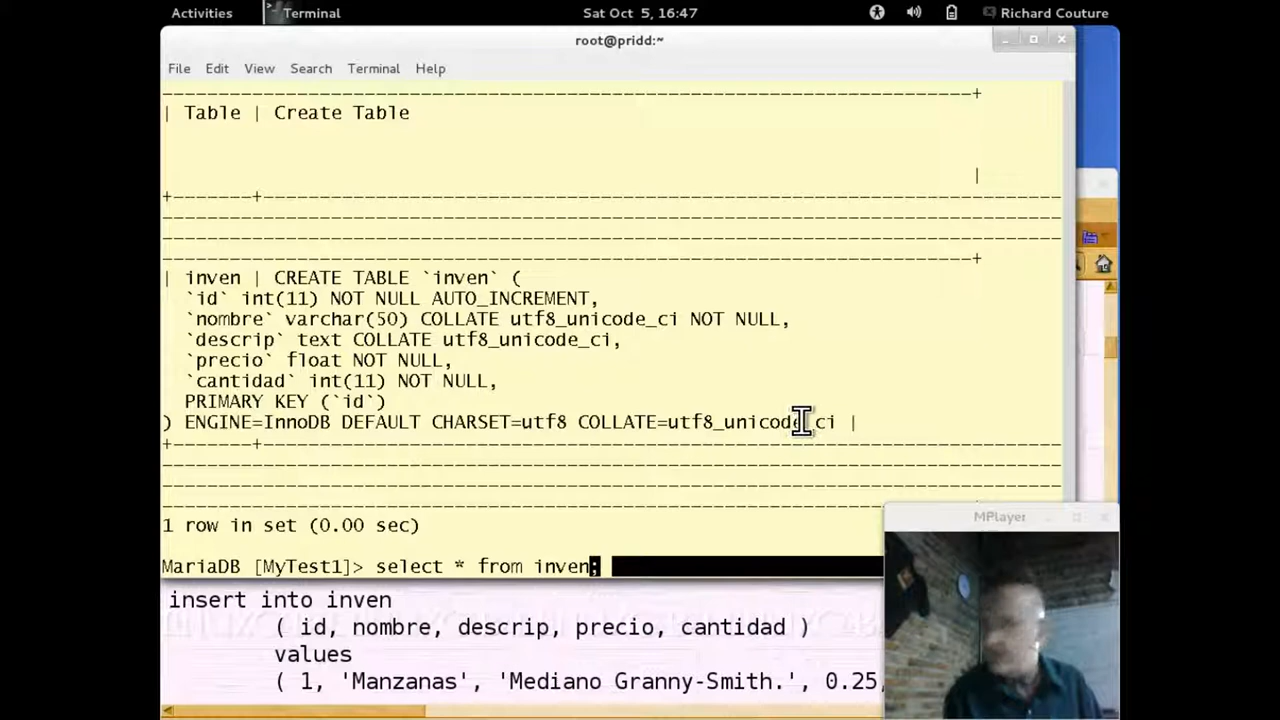 Activities Terminal Sat Oct 5, 16:47 Richard Couture
root@pridd:~
File Edit View Search Terminal Help
-----------------------------------------------------------------------------------------+
| Table | Create Table
|
+-------+----------------------------------------------------------------------------------------
----------------------------------------------------------------------------------------------------
----------------------------------------------------------------------------------------------------
-----------------------------------------------------------------------------------------+
| inven | CREATE TABLE `inven` (
`id` int(11) NOT NULL AUTO_INCREMENT,
`nombre` varchar(50) COLLATE utf8_unicode_ci NOT NULL,
`descrip` text COLLATE utf8_unicode_ci,
`precio` float NOT NULL,
`cantidad` int(11) NOT NULL,
PRIMARY KEY (`id`)
) ENGINE=InnoDB DEFAULT CHARSET=utf8 COLLATE=utf8_unicode_ci |
+-------+----------------------------------------------------------------------------------------
----------------------------------------------------------------------------------------------------
----------------------------------------------------------------------------------------------------
-----------------------------------------------------------------------------------------+
1 row in set (0.00 sec)
MariaDB [MyTest1]> select * from inven;
MPlayer
insert into inven
( id, nombre, descrip, precio, cantidad )
values
( 1, 'Manzanas', 'Mediano Granny-Smith.', 0.25,